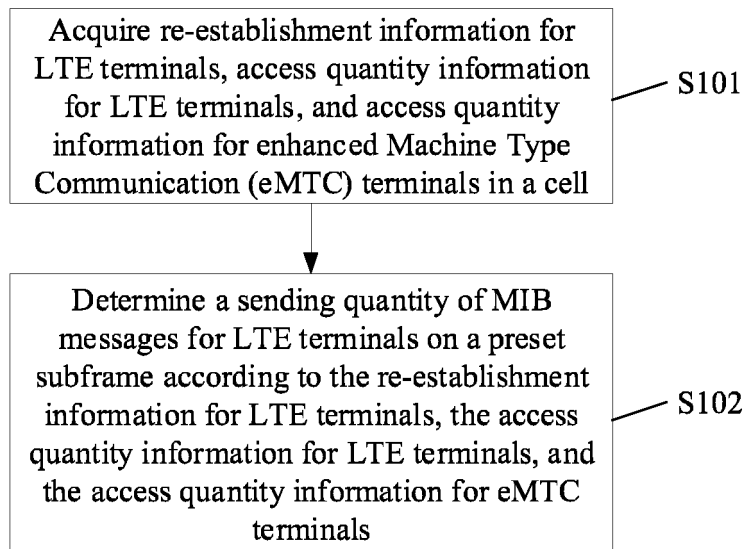 Acquire re-establishment information for
LTE terminals, access quantity information
for LTE terminals, and access quantity
information for enhanced Machine Type
Communication (eMTC) terminals in a cell
S101
Determine a sending quantity of MIB
messages for LTE terminals on a preset
subframe according to the re-establishment
information for LTE terminals, the access
quantity information for LTE terminals, and
the access quantity information for eMTC
terminals
S102